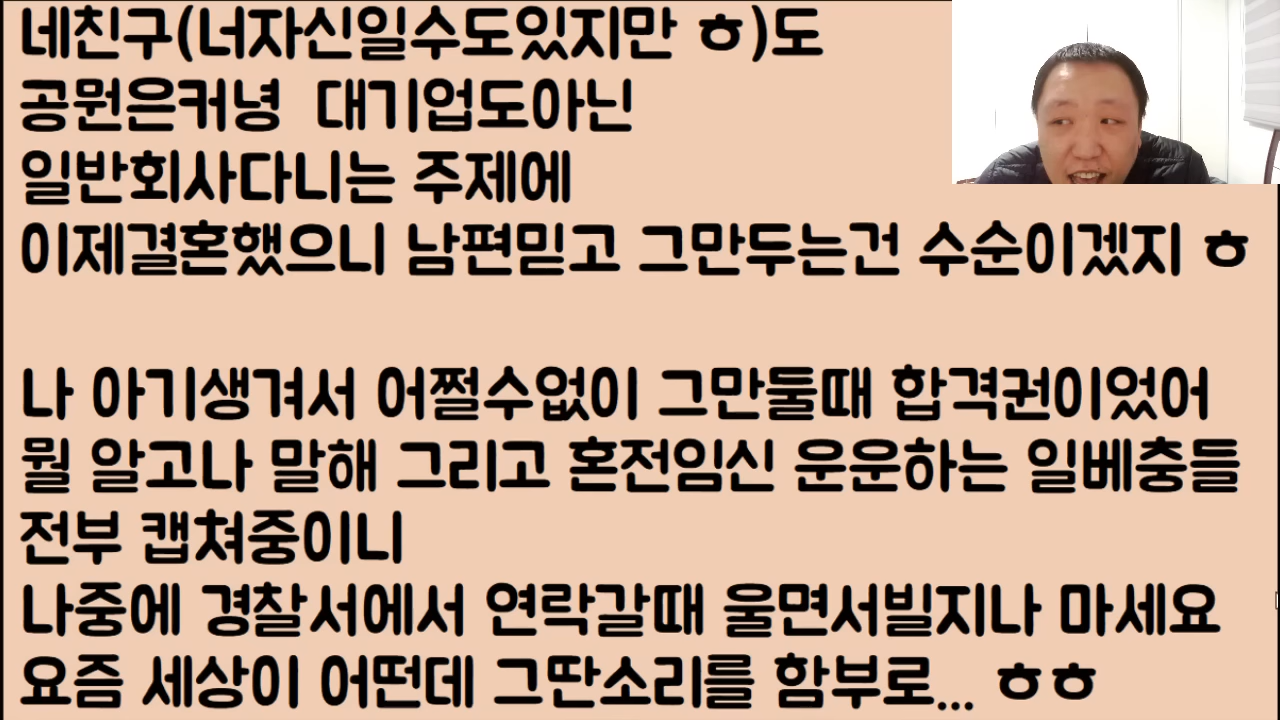 네친구(너자신일수도있지만 ㅎ)도
공뭔은커녕 대기업도아닌
일반회사다니는 주제에
이제결혼했으니 남편믿고 그만두는건 수순이겠지 ㅎ
나 아기생겨서 어쩔수없이 그만둘때 합격권이었어
뭘 알고나 말해 그리고 혼전임신 운운하는 일베충들
전부 캡쳐중이니
나중에 경찰서에서 연락갈때 울면서빌지나 마세요
요즘 세상이 어떤데 그딴소리를 함부로... ㅎㅎ